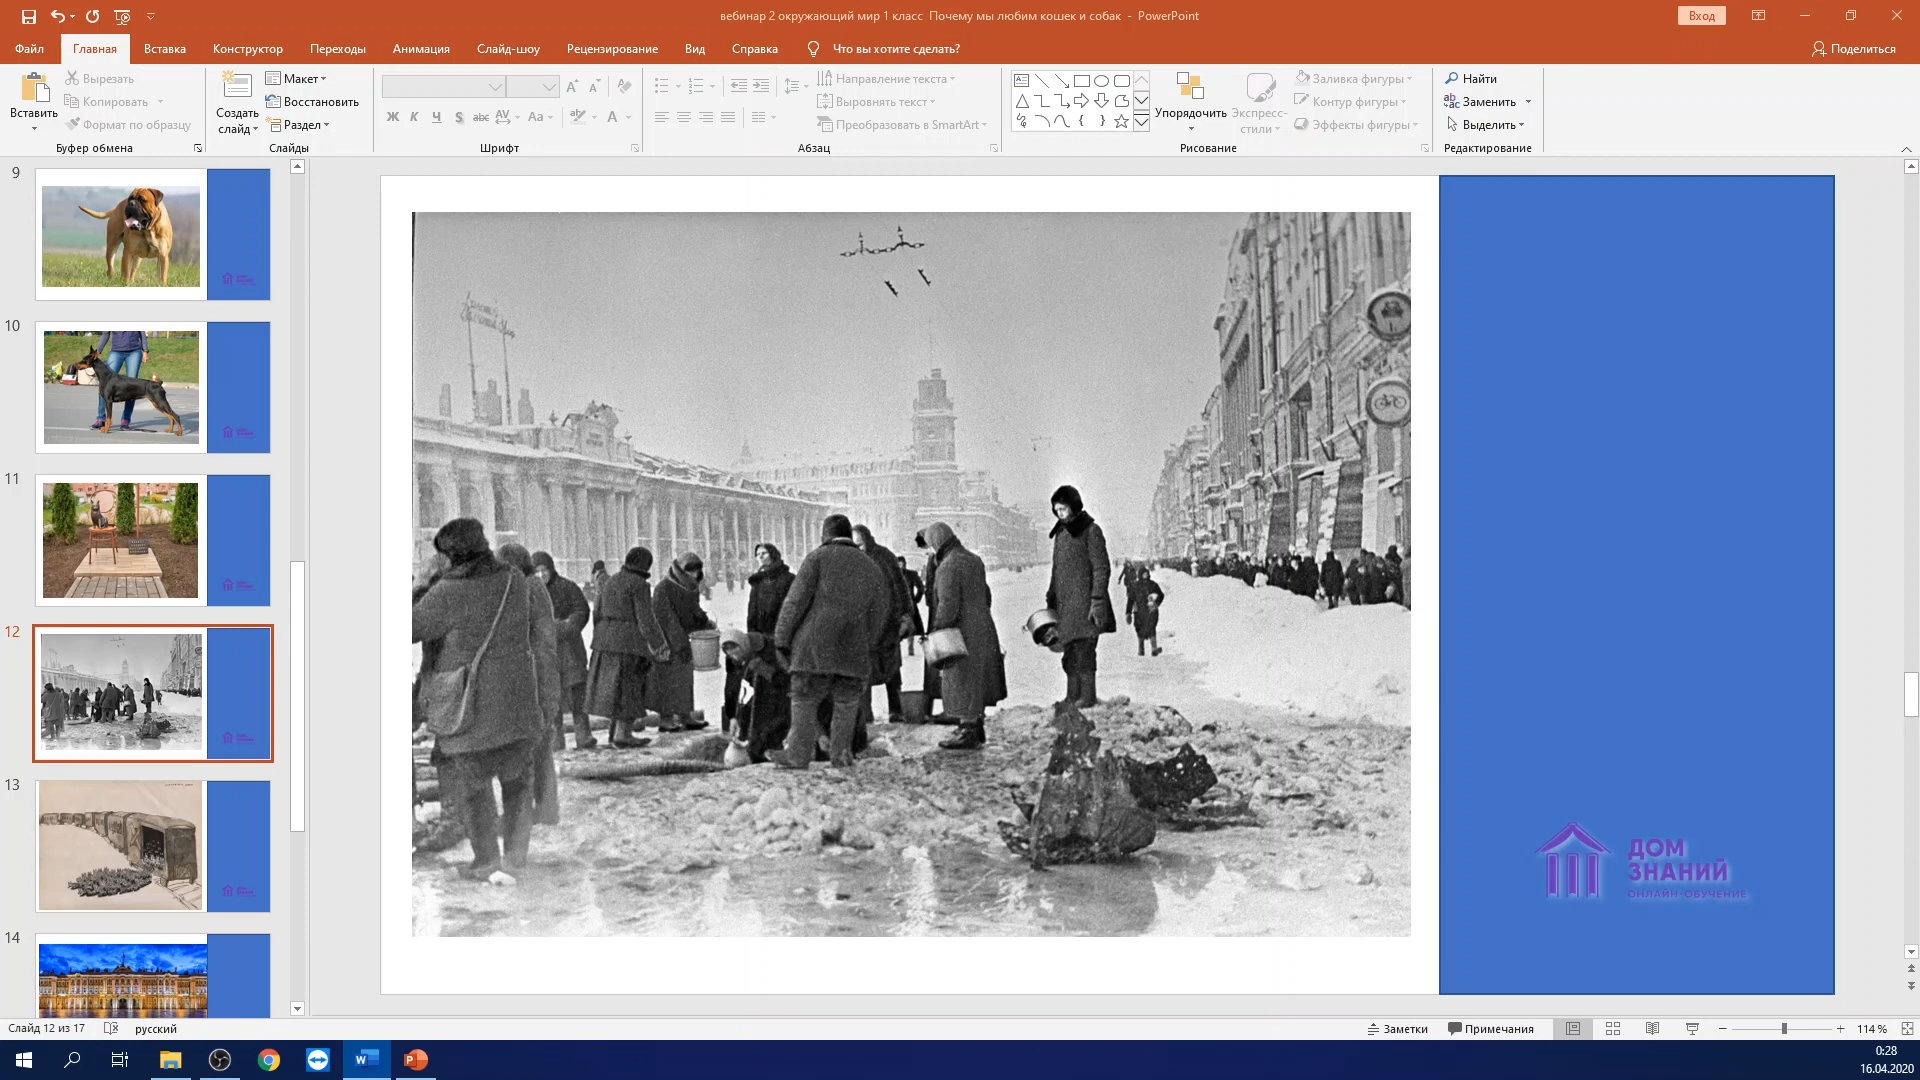 вебинар 2 окружающий мир 1 класс  Почему мы любим кошек и собак  -  PowerPoint
Вход
Файл
Главная
Вставка
Конструктор
Переходы
Анимация
Слайд-шоу
Рецензирование
Вид
Справка
Что вы хотите сделать?
Поделиться
Вставить
Вырезать
Копировать
Формат по образцу
Буфер обмена
Создать
слайд
Макет
Восстановить
Раздел
Слайды
Ж К Ч S abc AV Aa A
Шрифт
Направление текста
Выровнять текст
Преобразовать в SmartArt
Абзац
Упорядочить
Экспресс-
стили
Заливка фигуры
Контур фигуры
Эффекты фигуры
Рисование
Найти
Заменить
Выделить
Редактирование
9
10
11
12
13
14
ДОМ
ЗНАНИЙ
ОНЛАЙН-ОБУЧЕНИЕ
Слайд 12 из 17
русский
Заметки
Примечания
114 %
0:28
16.04.2020